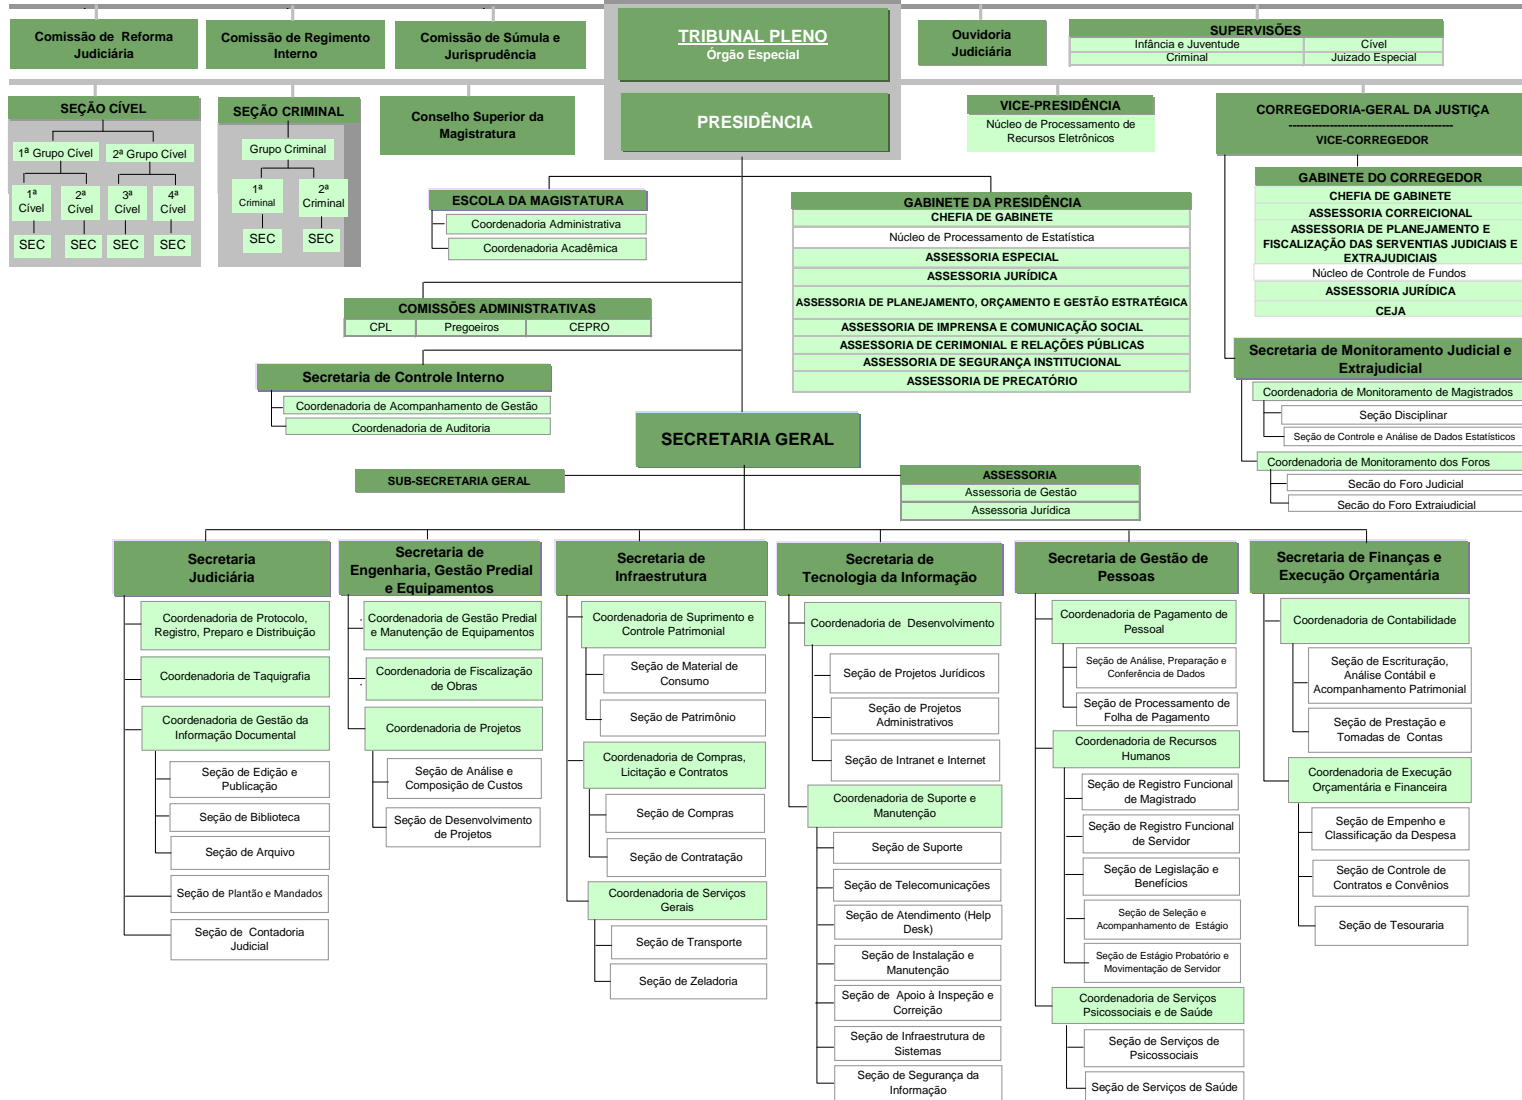 Comissão de Reforma
Judiciária
Comissão de Regimento
Interno
Comissão de Súmula e
Jurisprudência
TRIBUNAL PLENO
Órgão Especial
Ouvidoria
Judiciária
SUPERVISÕES
Infância e Juventude
Cível
Criminal
Juizado Especial
SEÇÃO CÍVEL
1ª Grupo Cível
2ª Grupo Cível
1ª
Cível
2ª
Cível
3ª
Cível
4ª
Cível
SEC
SEC
SEC
SEC
SEÇÃO CRIMINAL
Grupo Criminal
1ª
Criminal
2ª
Criminal
SEC
SEC
Conselho Superior da
Magistratura
PRESIDÊNCIA
VICE-PRESIDÊNCIA
Núcleo de Processamento de
Recursos Eletrônicos
CORREGEDORIA-GERAL DA JUSTIÇA
--------------------------------------------
VICE-CORREGEDOR
GABINETE DO CORREGEDOR
CHEFIA DE GABINETE
ASSESSORIA CORREICIONAL
ASSESSORIA DE PLANEJAMENTO E
FISCALIZAÇÃO DAS SERVENTIAS JUDICIAIS E
EXTRAJUDICIAIS
Núcleo de Controle de Fundos
ASSESSORIA JURÍDICA
CEJA
ESCOLA DA MAGISTATURA
Coordenadoria Administrativa
Coordenadoria Acadêmica
GABINETE DA PRESIDÊNCIA
CHEFIA DE GABINETE
Núcleo de Processamento de Estatística
ASSESSORIA ESPECIAL
ASSESSORIA JURÍDICA
ASSESSORIA DE PLANEJAMENTO, ORÇAMENTO E GESTÃO ESTRATÉGICA
ASSESSORIA DE IMPRENSA E COMUNICAÇÃO SOCIAL
ASSESSORIA DE CERIMONIAL E RELAÇÕES PÚBLICAS
ASSESSORIA DE SEGURANÇA INSTITUCIONAL
ASSESSORIA DE PRECATÓRIO
COMISSÕES ADMINISTRATIVAS
CPL
Pregoeiros
CEPRO
Secretaria de Controle Interno
Coordenadoria de Acompanhamento de Gestão
Coordenadoria de Auditoria
Secretaria de Monitoramento Judicial e
Extrajudicial
Coordenadoria de Monitoramento de Magistrados
Seção Disciplinar
Seção de Controle e Análise de Dados Estatísticos
Coordenadoria de Monitoramento dos Foros
Secão do Foro Judicial
Secão do Foro Extraiudicial
SECRETARIA GERAL
SUB-SECRETARIA GERAL
ASSESSORIA
Assessoria de Gestão
Assessoria Jurídica
Secretaria
Judiciária
Coordenadoria de Protocolo,
Registro, Preparo e Distribuição
Coordenadoria de Taquigrafia
Coordenadoria de Gestão da
Informação Documental
Seção de Edição e
Publicação
Seção de Biblioteca
Seção de Arquivo
Seção de Plantão e Mandados
Seção de Contadoria
Judicial
Secretaria de
Engenharia, Gestão Predial
e Equipamentos
Coordenadoria de Gestão Predial
e Manutenção de Equipamentos
Coordenadoria de Fiscalização
de Obras
Coordenadoria de Projetos
Seção de Análise e
Composição de Custos
Seção de Desenvolvimento
de Projetos
Secretaria de
Infraestrutura
Coordenadoria de Suprimento e
Controle Patrimonial
Seção de Material de
Consumo
Seção de Patrimônio
Coordenadoria de Compras,
Licitação e Contratos
Seção de Compras
Seção de Contratação
Coordenadoria de Serviços
Gerais
Seção de Transporte
Seção de Zeladoria
Secretaria de
Tecnologia da Informação
Coordenadoria de Desenvolvimento
Seção de Projetos Jurídicos
Seção de Projetos
Administrativos
Seção de Intranet e Internet
Coordenadoria de Suporte e
Manutenção
Seção de Suporte
Seção de Telecomunicações
Seção de Atendimento (Help
Desk)
Seção de Instalação e
Manutenção
Seção de Apoio à Inspeção e
Correição
Seção de Infraestrutura de
Sistemas
Seção de Segurança da
Informação
Secretaria de Gestão de
Pessoas
Coordenadoria de Pagamento de
Pessoal
Seção de Análise, Preparação e
Conferência de Dados
Seção de Processamento de
Folha de Pagamento
Coordenadoria de Recursos
Humanos
Seção de Registro Funcional
de Magistrado
Seção de Registro Funcional
de Servidor
Seção de Legislação e
Benefícios
Seção de Seleção e
Acompanhamento de Estágio
Seção de Estágio Probatório e
Movimentação de Servidor
Coordenadoria de Serviços
Psicossociais e de Saúde
Seção de Serviços de
Psicossociais
Seção de Serviços de Saúde
Secretaria de Finanças e
Execução Orçamentária
Coordenadoria de Contabilidade
Seção de Escrituração,
Análise Contábil e
Acompanhamento Patrimonial
Seção de Prestação e
Tomadas de Contas
Coordenadoria de Execução
Orçamentária e Financeira
Seção de Empenho e
Classificação da Despesa
Seção de Controle de
Contratos e Convênios
Seção de Tesouraria